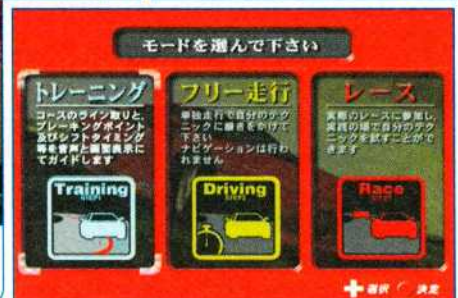 モードを選んで下さい
トレーニング
コースのライン取りと、
ブレーキングポイント
及びシフトタイミング
等を音声と画面表示に
てガイドします
Training
STEP1
フリー走行
単独走行で自分のテク
ニックに磨きをかけて
下さい
ナビゲーションは行わ
れません
Driving
STEP2
レース
実際のレースに参加し、
実践の場で自分のテク
ニックを試すことがで
きます
Race
STEP3
選択 決定